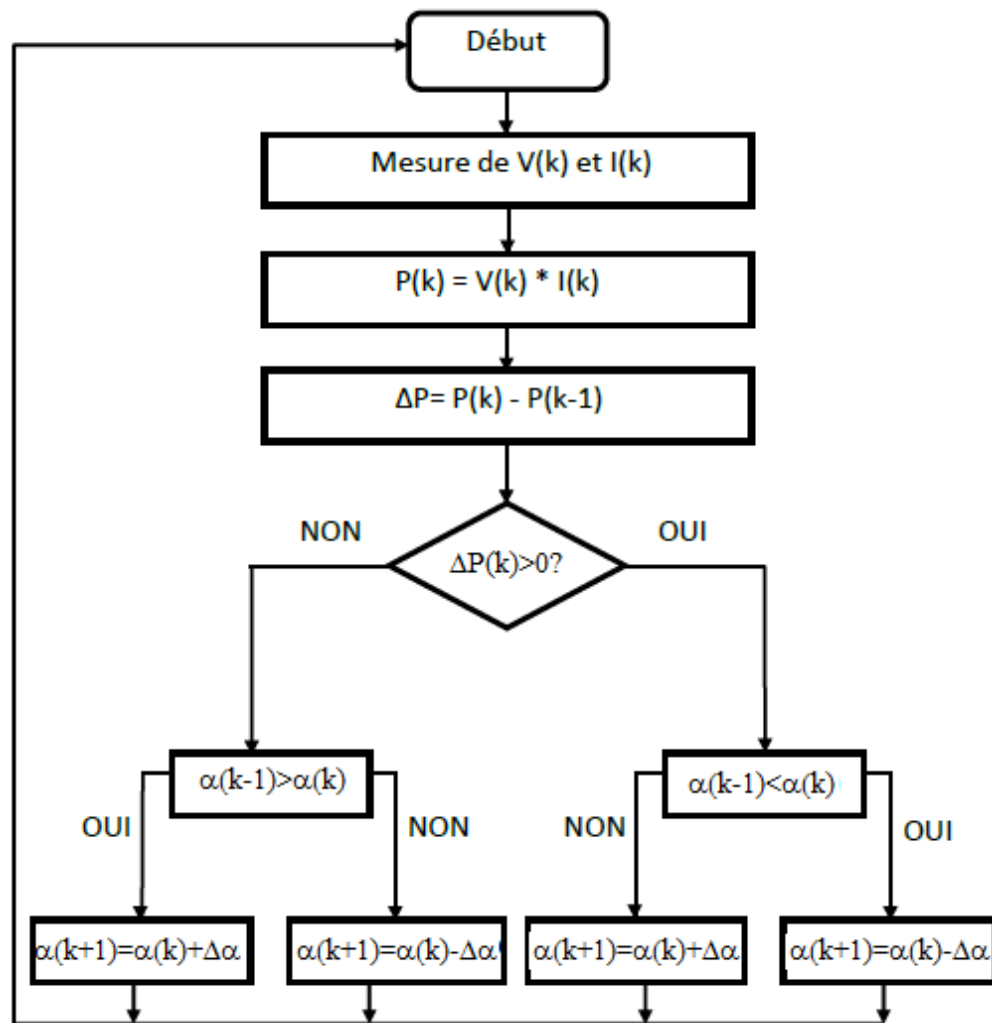 Début
Mesure de V(k) et I(k)
P(k) = V(k) * I(k)
ΔP= P(k) - P(k-1)
NON
OUI
ΔP(k)>0?
α(k-1)>α(k)
α(k-1)<α(k)
OUI
NON
NON
OUI
α(k+1)=α(k)+Δα
α(k+1)=α(k)-Δα
α(k+1)=α(k)+Δα
α(k+1)=α(k)-Δα